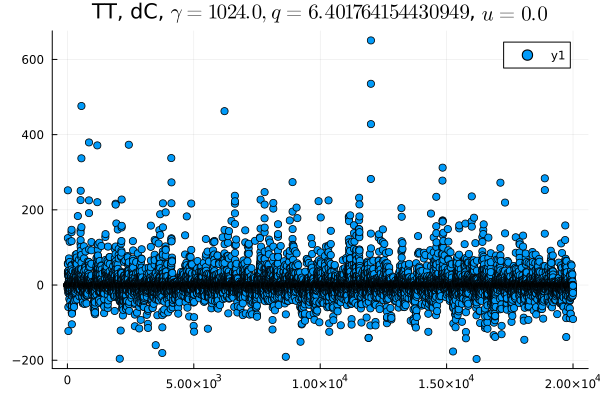 TT, dC, γ = 1024.0, q = 6.401764154430949, u = 0.0
y1
600
400
200
0
−200
0 5.00×10³ 1.00×10⁴ 1.50×10⁴ 2.00×10⁴